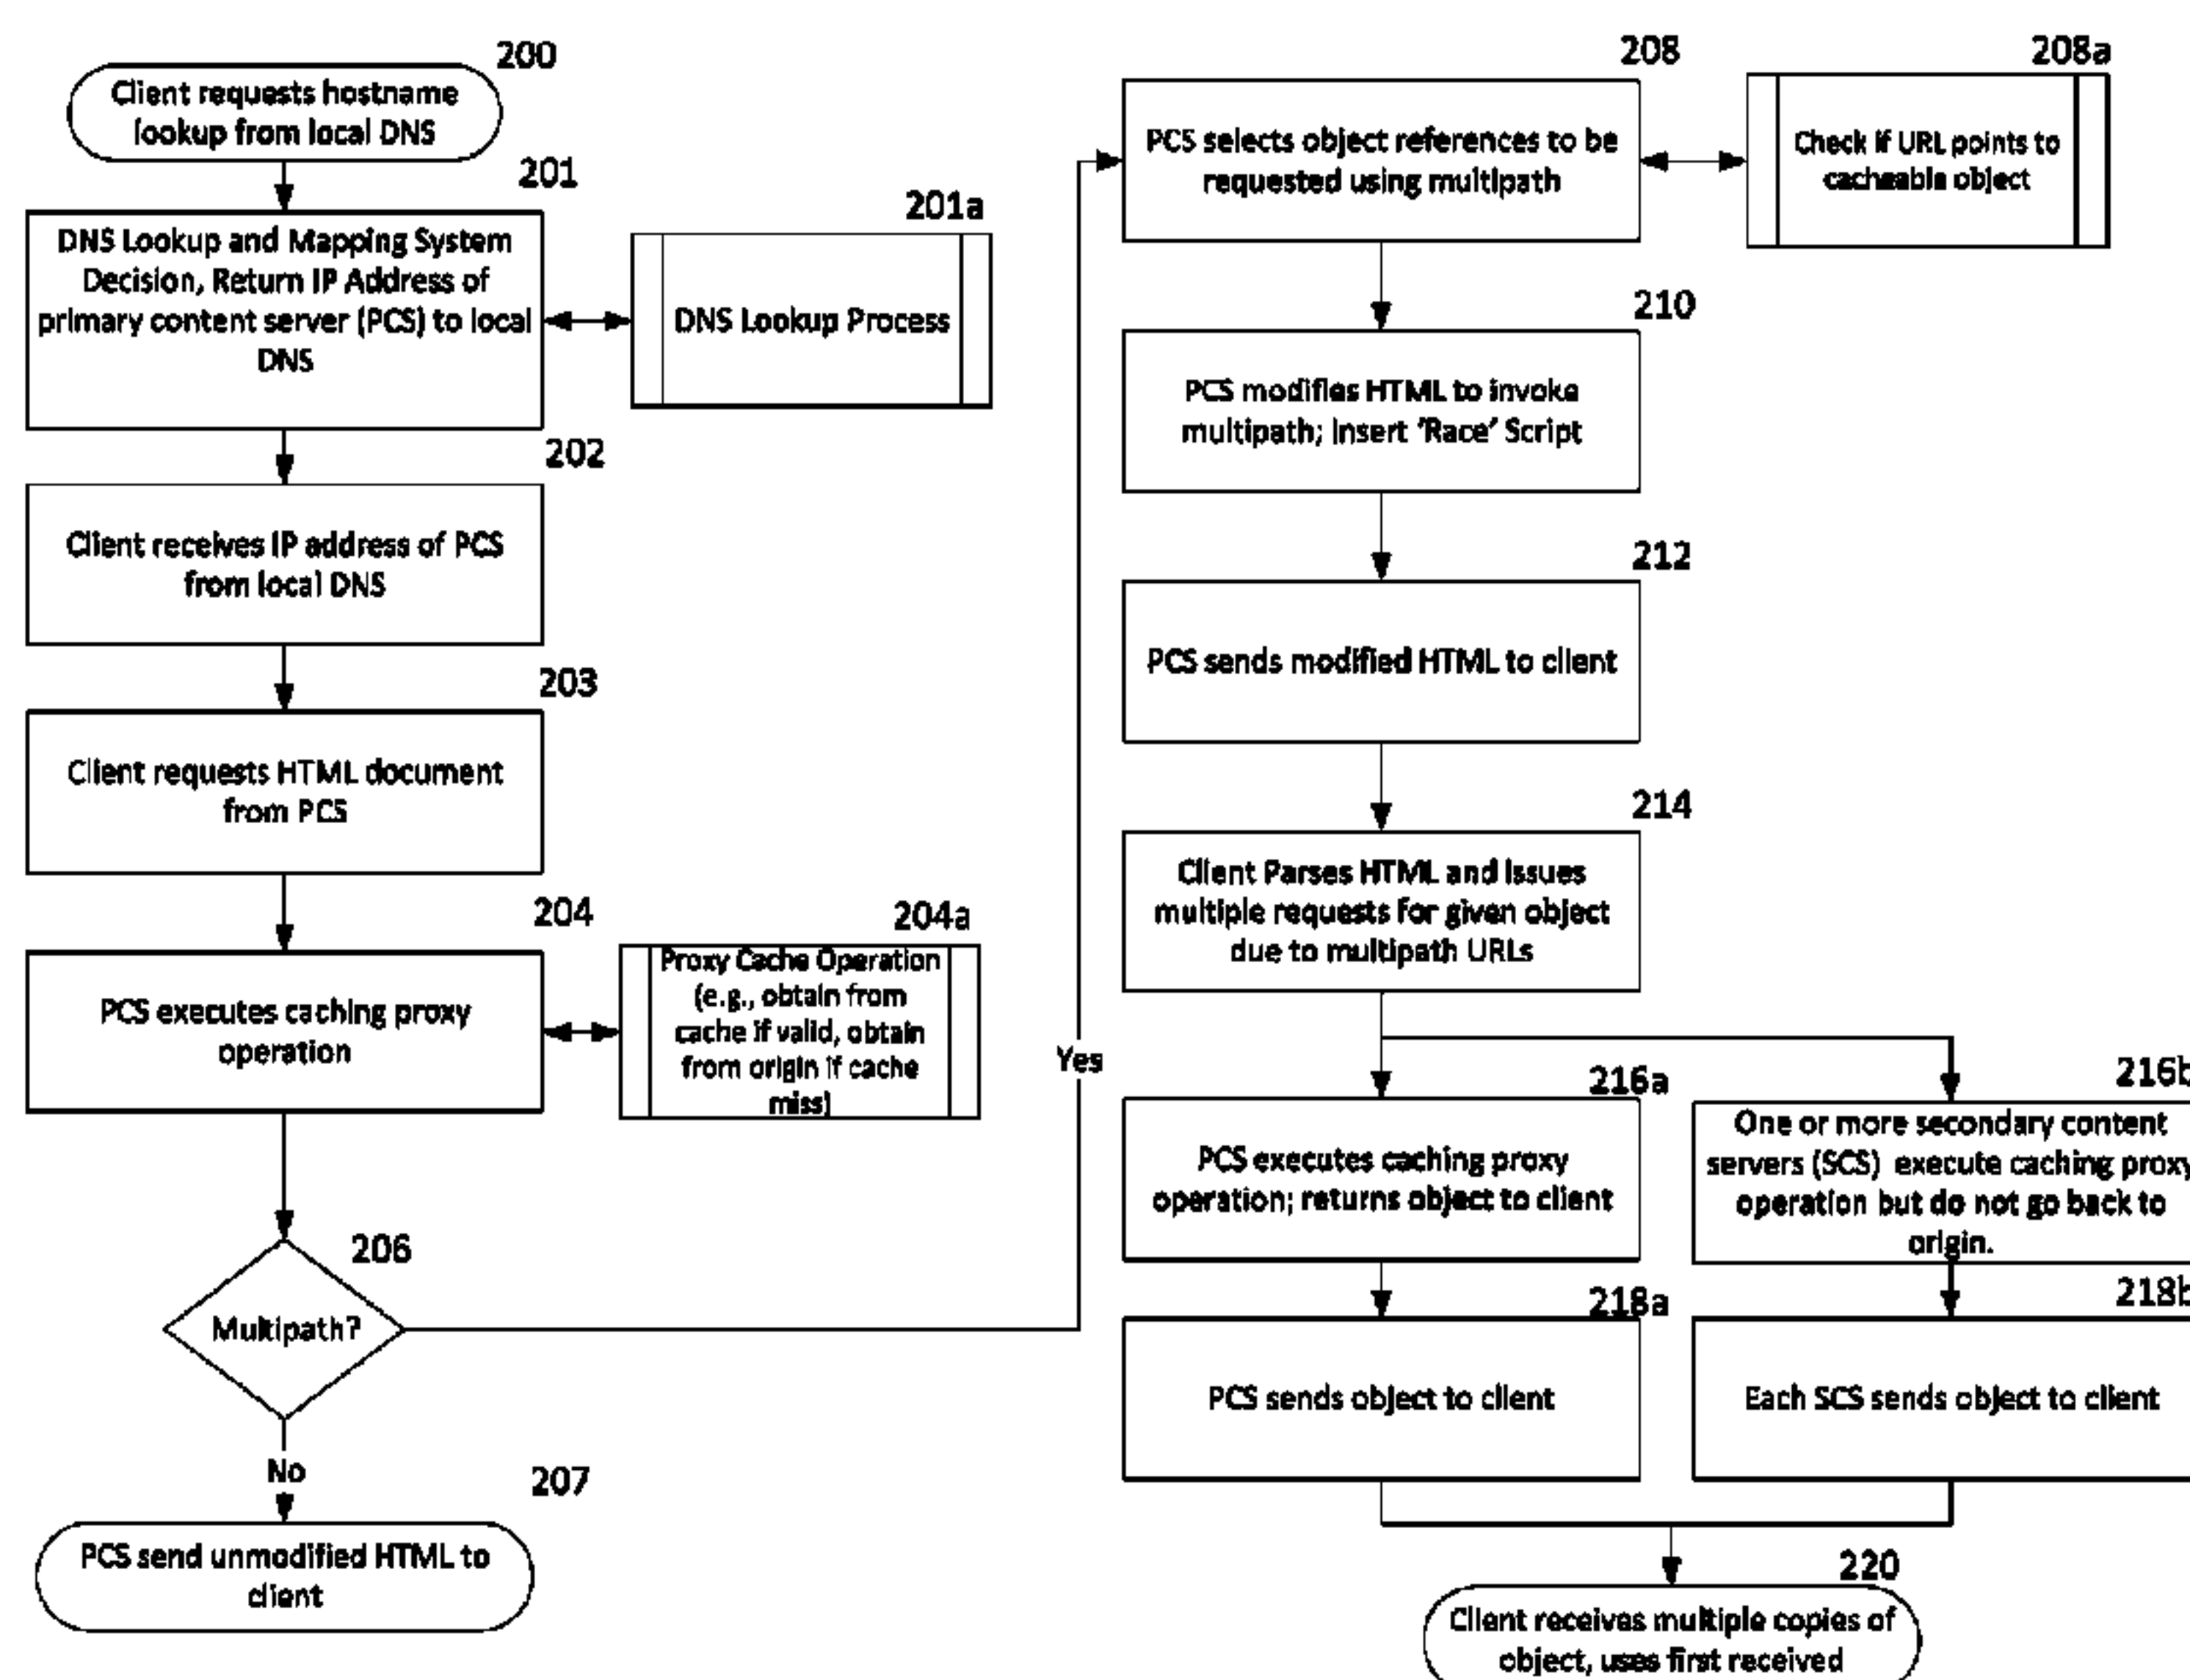 200
Client requests hostname
lookup from local DNS
201
DNS Lookup and Mapping System
Decision, Return IP Address of
primary content server (PCS) to local
DNS
201a
DNS Lookup Process
202
Client receives IP address of PCS
from local DNS
203
Client requests HTML document
from PCS
204
PCS executes caching proxy
operation
204a
Proxy Cache Operation
(e.g., obtain from
cache if valid, obtain
from origin if cache
miss)
206
Multipath?
Yes
No
207
PCS send unmodified HTML to
client
208
PCS selects object references to be
requested using multipath
208a
Check if URL points to
cacheable object
210
PCS modifies HTML to invoke
multipath; Insert ‘Race’ Script
212
PCS sends modified HTML to client
214
Client Parses HTML and Issues
multiple requests for given object
due to multipath URLs
216a
PCS executes caching proxy
operation; returns object to client
216b
One or more secondary content
servers (SCS) execute caching proxy
operation but do not go back to
origin.
218a
PCS sends object to client
218b
Each SCS sends object to client
220
Client receives multiple copies of
object, uses first received